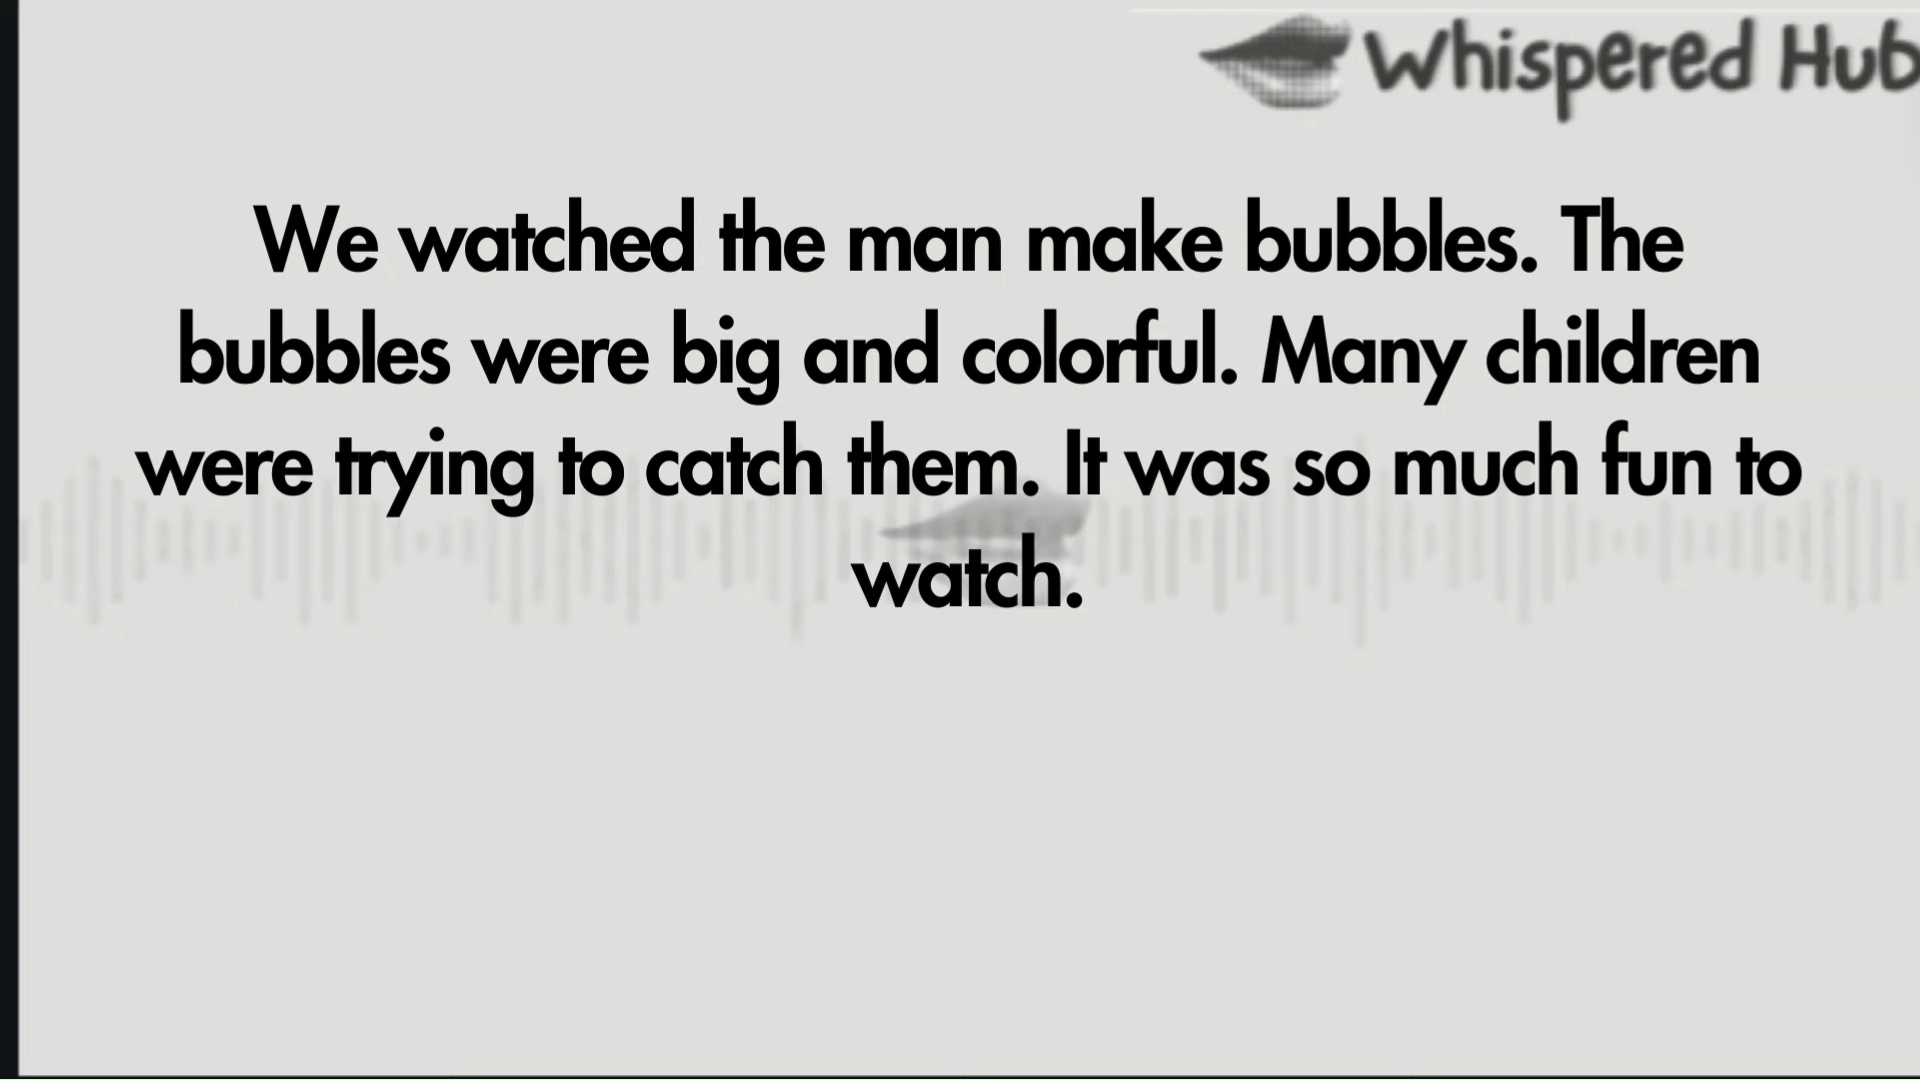 Whispered Hub
We watched the man make bubbles. The
bubbles were big and colorful. Many children
were trying to catch them. It was so much fun to
watch.